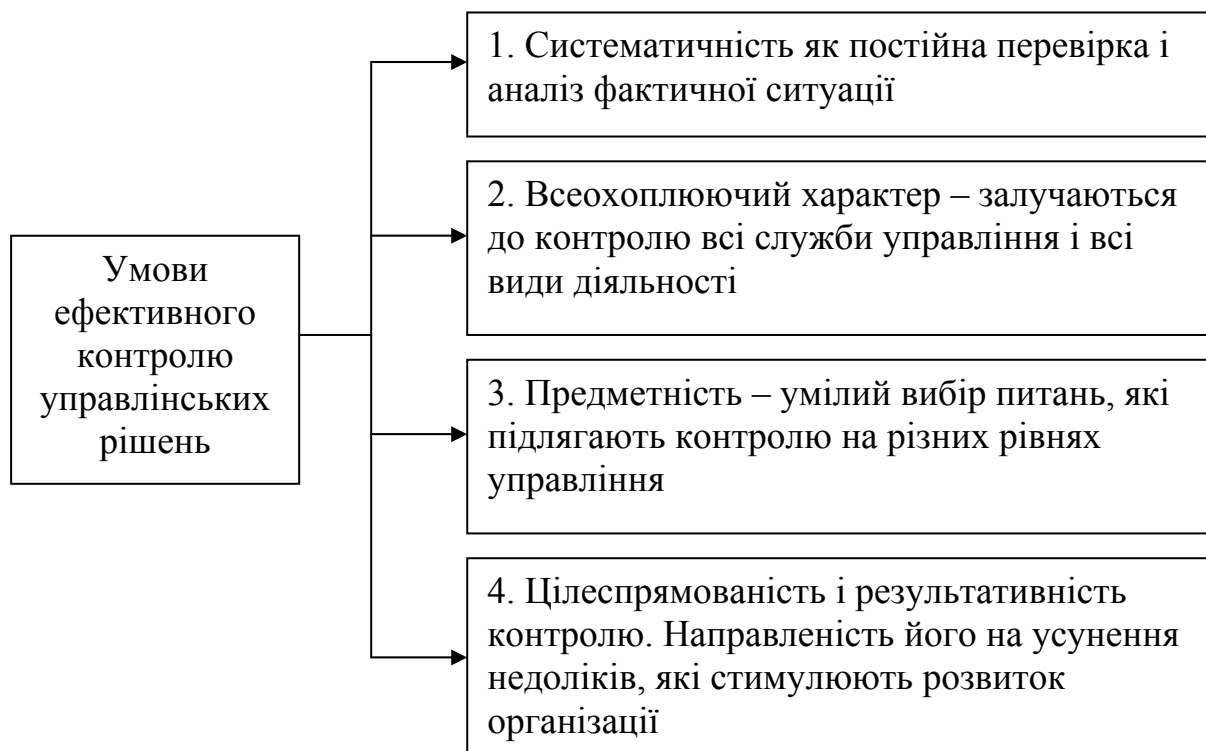 Умови
ефективного
контролю
управлінських
рішень
1. Систематичність як постійна перевірка і
аналіз фактичної ситуації
2. Всеохоплюючий характер – залучаються
до контролю всі служби управління і всі
види діяльності
3. Предметність – умілий вибір питань, які
підлягають контролю на різних рівнях
управління
4. Цілеспрямованість і результативність
контролю. Направленість його на усунення
недоліків, які стимулюють розвиток
організації